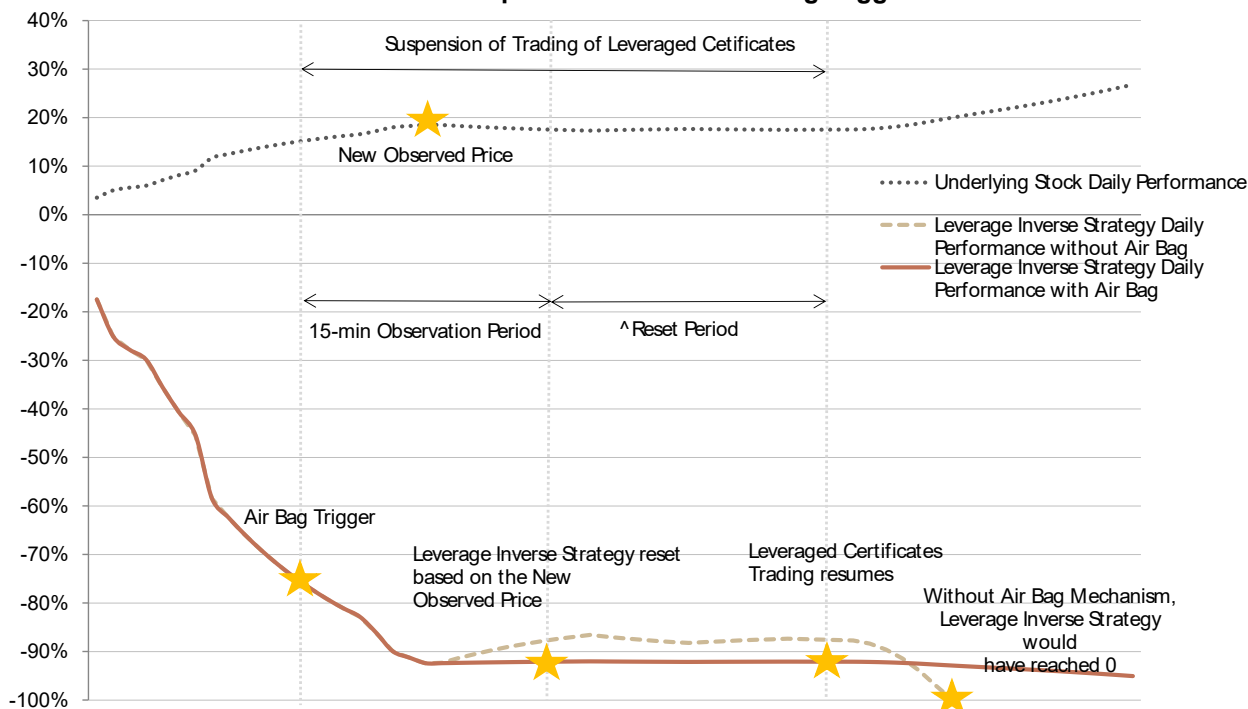 40%
Suspension of Trading of Leveraged Cetificates
30%
20%
New Observed Price
10%
Underlying Stock Daily Performance
0%
Leverage Inverse Strategy Daily
Performance without Air Bag
-10%
Leverage Inverse Strategy Daily
Performance with Air Bag
-20%
15-min Observation Period
^Reset Period
-30%
-40%
-50%
-60%
Air Bag Trigger
-70%
Leverage Inverse Strategy reset
based on the New
Observed Price
Leveraged Certificates
Trading resumes
-80%
Without Air Bag Mechanism,
Leverage Inverse Strategy
would
have reached 0
-90%
-100%